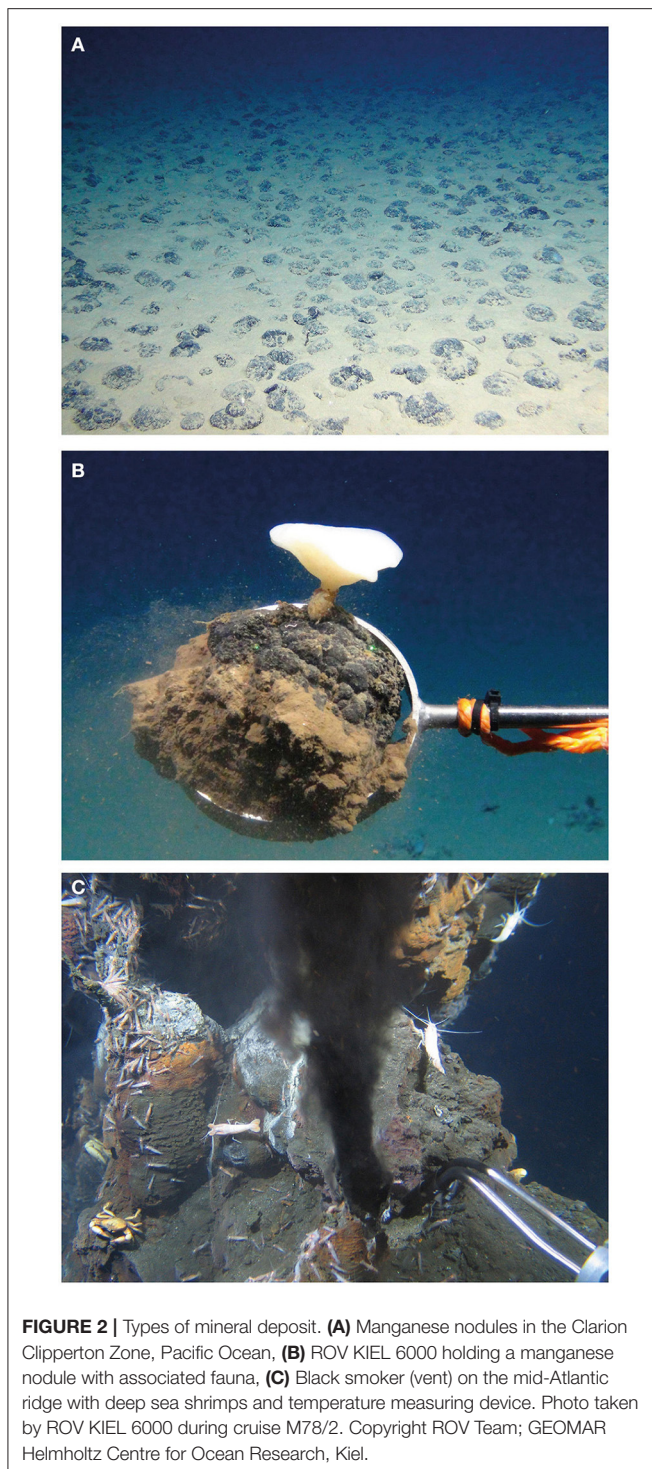 A
B
C
FIGURE 2 | Types of mineral deposit. (A) Manganese nodules in the Clarion
Clipperton Zone, Pacific Ocean, (B) ROV KIEL 6000 holding a manganese
nodule with associated fauna, (C) Black smoker (vent) on the mid-Atlantic
ridge with deep sea shrimps and temperature measuring device. Photo taken
by ROV KIEL 6000 during cruise M78/2. Copyright ROV Team; GEOMAR
Helmholtz Centre for Ocean Research, Kiel.